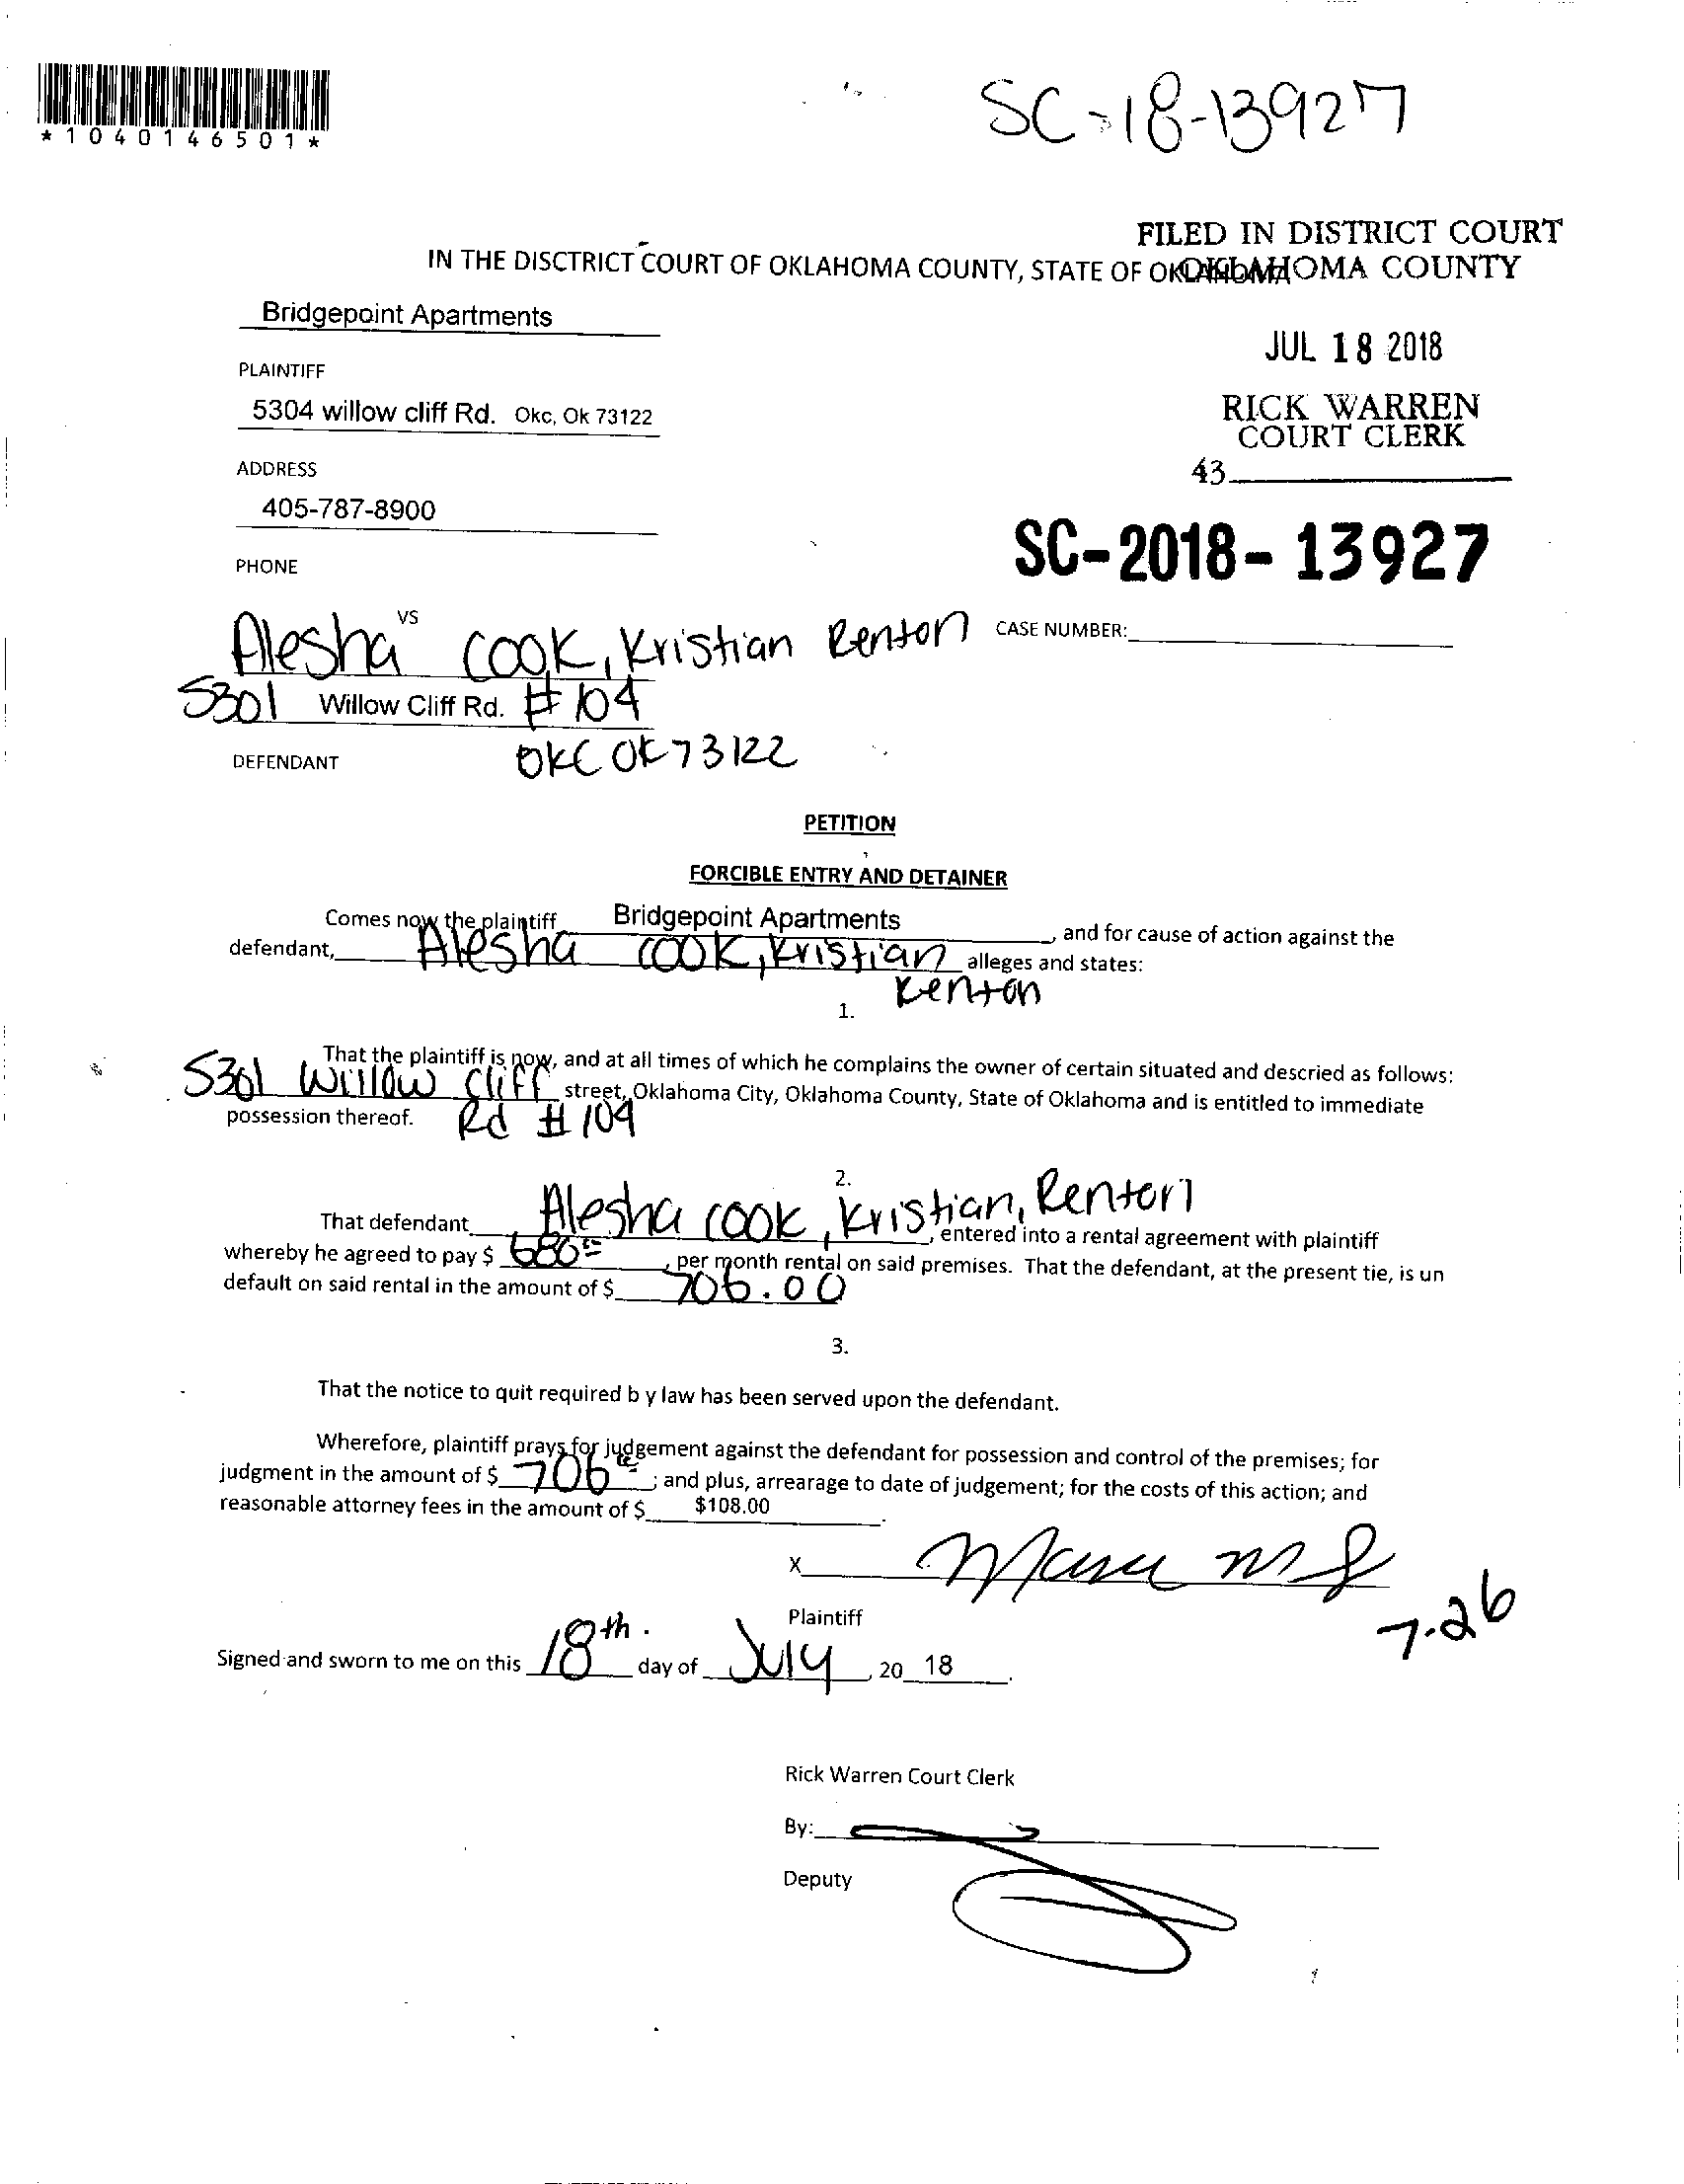 SC-18-13927
*1040146501*
FILED IN DISTRICT COURT
OKLAHOMA COUNTY
IN THE DISCTRICT COURT OF OKLAHOMA COUNTY, STATE OF OKLAHOMA
Bridgepoint Apartments
JUL 18 2018
PLAINTIFF
5304 willow cliff Rd. Okc, Ok 73122
RICK WARREN
COURT CLERK
ADDRESS
43
405-787-8900
SC-2018-13927
PHONE
VS
Alesha Cook, Kristian Renton
CASE NUMBER:
5301 Willow Cliff Rd. #104
DEFENDANT OKC OK 73122
PETITION
FORCIBLE ENTRY AND DETAINER
Comes now the plaintiff Bridgepoint Apartments, and for cause of action against the
defendant, Alesha Cook, Kristian alleges and states:
Renton
1.
That the plaintiff is now, and at all times of which he complains the owner of certain situated and descried as follows:
5301 Willow Cliff street, Oklahoma City, Oklahoma County, State of Oklahoma and is entitled to immediate
possession thereof. Rd #104
2.
That defendant Alesha Cook, Kristian, Renton, entered into a rental agreement with plaintiff
whereby he agreed to pay $ 680, per month rental on said premises. That the defendant, at the present tie, is un
default on said rental in the amount of $ 706.00
3.
That the notice to quit required b y law has been served upon the defendant.
Wherefore, plaintiff prays for judgement against the defendant for possession and control of the premises; for
judgment in the amount of $ 706; and plus, arrearage to date of judgement; for the costs of this action; and
reasonable attorney fees in the amount of $ $108.00.
X
Plaintiff
7-26
Signed and sworn to me on this 18th. day of July, 20 18.
Rick Warren Court Clerk
By:
Deputy